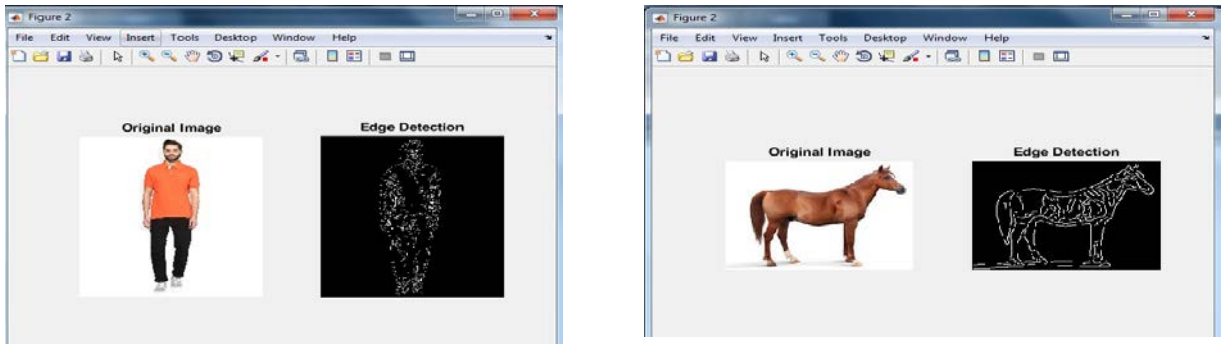 Figure 2
File Edit View Insert Tools Desktop Window Help
Original Image Edge Detection
Figure 2
File Edit View Insert Tools Desktop Window Help
Original Image Edge Detection